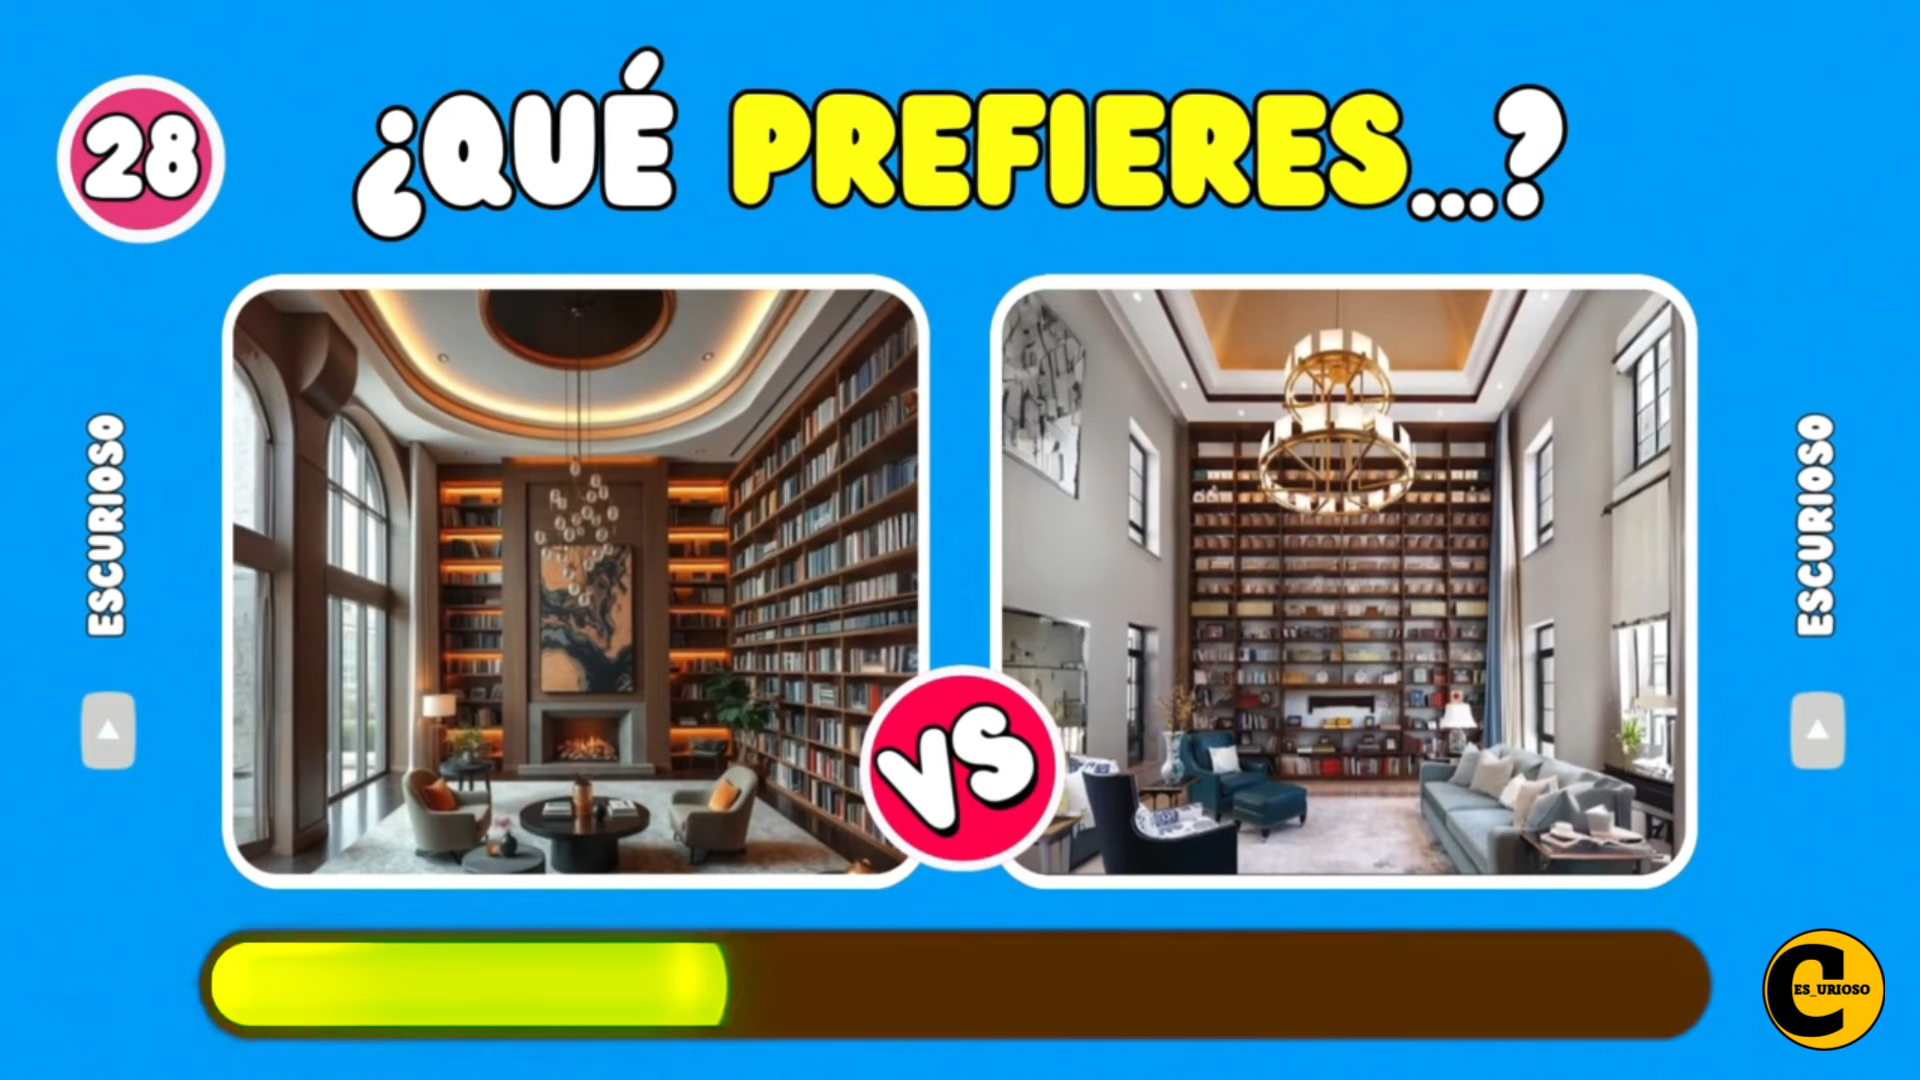 28
¿QUÉ PREFIERES...?
ESCURIOSO
VS
ESCURIOSO
C
ES_URIOSO